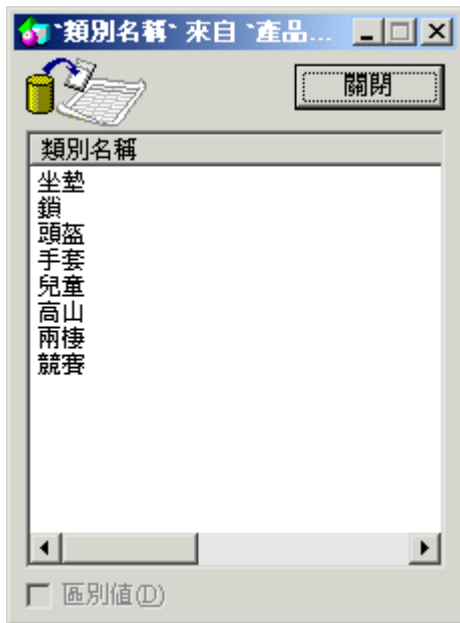 `類別名稱` 來自 `產品...
關閉
類別名稱
坐墊
鎖
頭盔
手套
兒童
高山
兩棲
競賽
區別值(D)